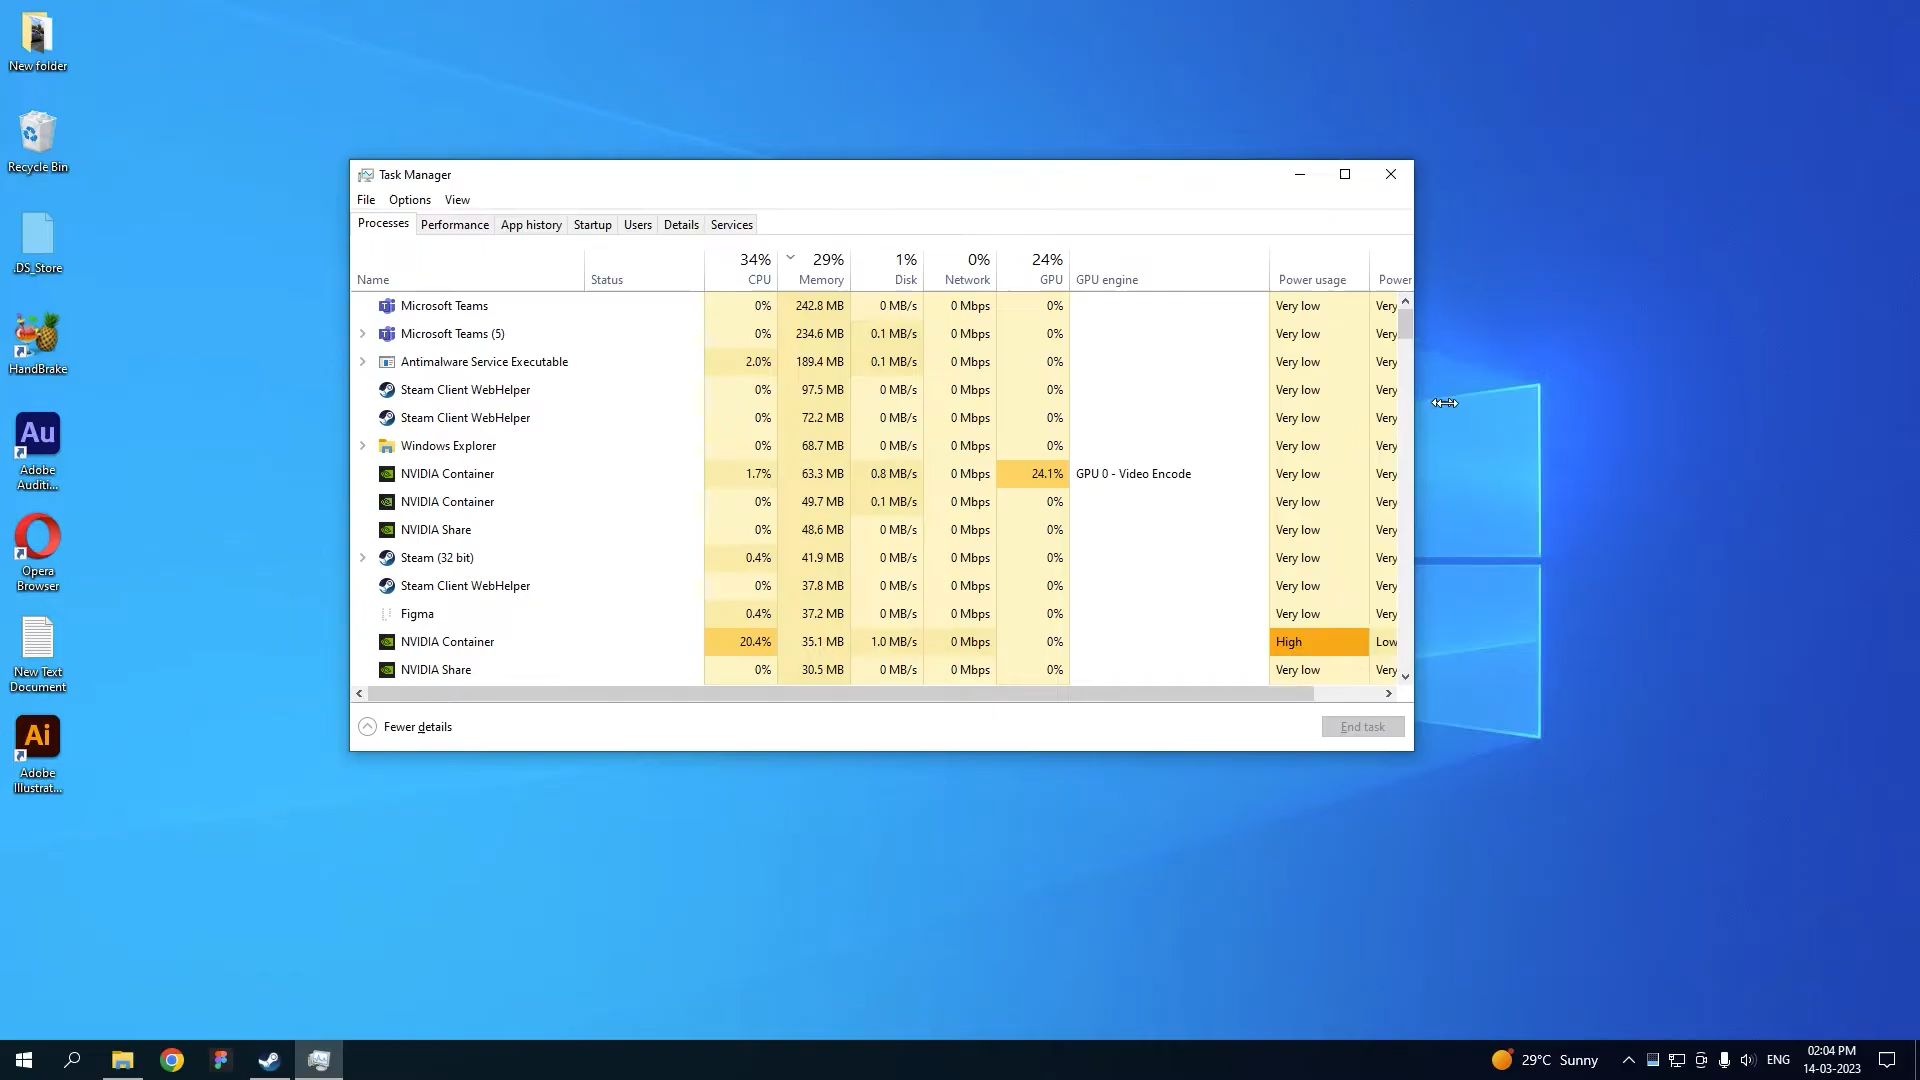 New folder
Recycle Bin
.DS_Store
HandBrake
Au
Adobe
Auditi...
Opera
Browser
New Text
Document
Ai
Adobe
Illustrat...
Task Manager
File Options View
Processes Performance App history Startup Users Details Services
34% 29% 1% 0% 24%
Name Status CPU Memory Disk Network GPU GPU engine Power usage Power
Microsoft Teams 0% 242.8 MB 0 MB/s 0 Mbps 0% Very low Very
Microsoft Teams (5) 0% 234.6 MB 0.1 MB/s 0 Mbps 0% Very low Very
Antimalware Service Executable 2.0% 189.4 MB 0.1 MB/s 0 Mbps 0% Very low Very
Steam Client WebHelper 0% 97.5 MB 0 MB/s 0 Mbps 0% Very low Very
Steam Client WebHelper 0% 72.2 MB 0 MB/s 0 Mbps 0% Very low Very
Windows Explorer 0% 68.7 MB 0 MB/s 0 Mbps 0% Very low Very
NVIDIA Container 1.7% 63.3 MB 0.8 MB/s 0 Mbps 24.1% GPU 0 - Video Encode Very low Very
NVIDIA Container 0% 49.7 MB 0.1 MB/s 0 Mbps 0% Very low Very
NVIDIA Share 0% 48.6 MB 0 MB/s 0 Mbps 0% Very low Very
Steam (32 bit) 0.4% 41.9 MB 0 MB/s 0 Mbps 0% Very low Very
Steam Client WebHelper 0% 37.8 MB 0 MB/s 0 Mbps 0% Very low Very
Figma 0.4% 37.2 MB 0 MB/s 0 Mbps 0% Very low Very
NVIDIA Container 20.4% 35.1 MB 1.0 MB/s 0 Mbps 0% High Low
NVIDIA Share 0% 30.5 MB 0 MB/s 0 Mbps 0% Very low Very
Fewer details End task
29°C Sunny ENG 02:04 PM
14-03-2023